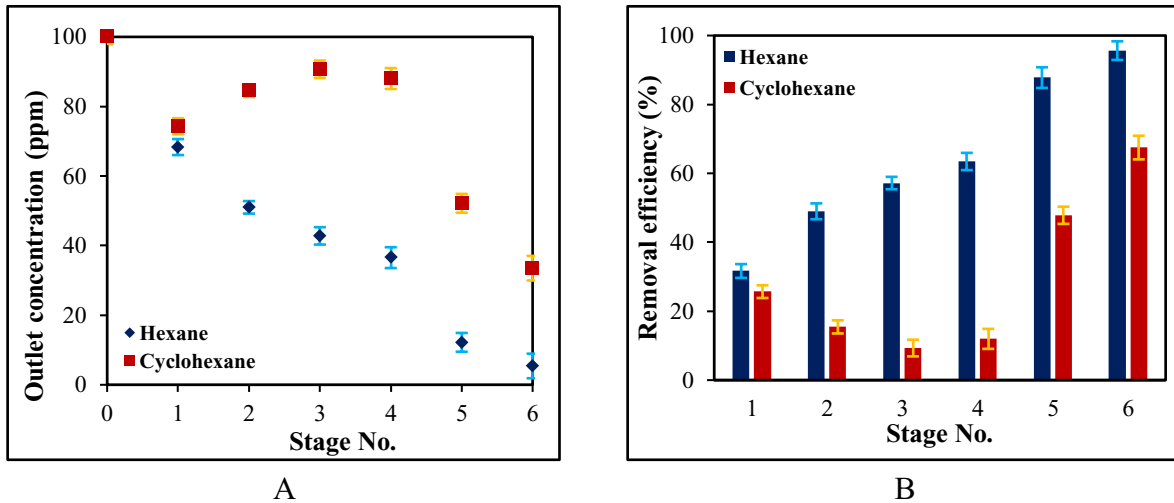 Outlet concentration (ppm)
100
80
60
40
20
0
Hexane
Cyclohexane
0 1 2 3 4 5 6
Stage No.
A
Removal efficiency (%)
100
80
60
40
20
0
Hexane
Cyclohexane
1 2 3 4 5 6
Stage No.
B